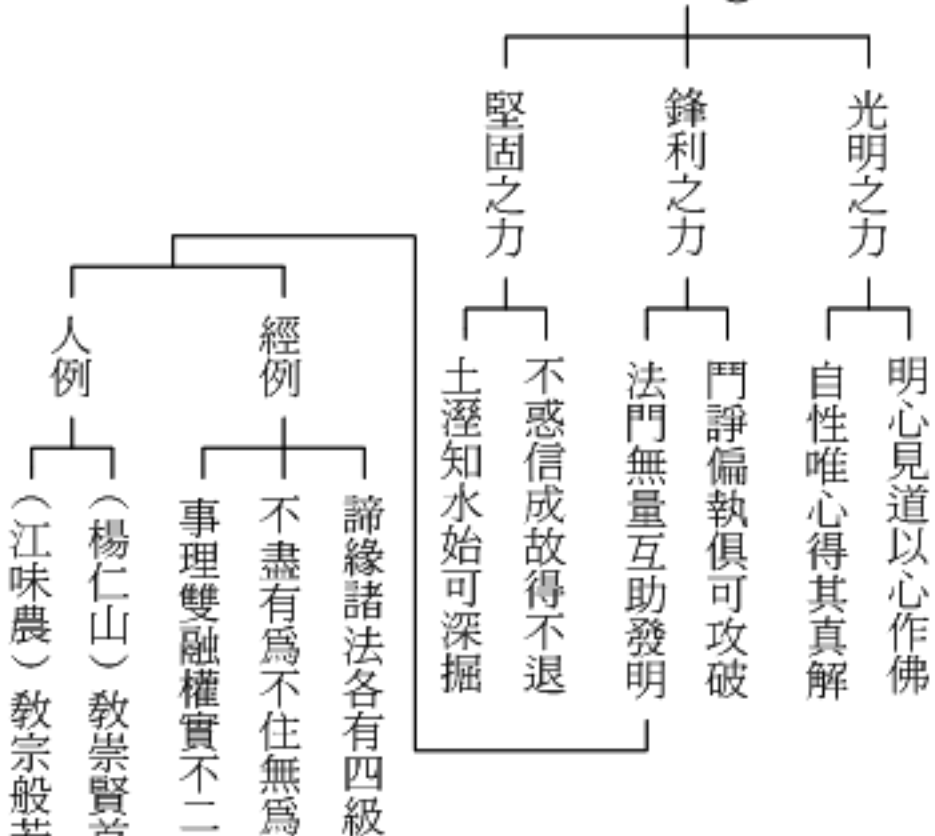 光明之力
明心見道以心作佛
自性唯心得其真解
鋒利之力
鬥諍偏執俱可攻破
法門無量互助發明
堅固之力
不惑信成故得不退
土溼知水始可深掘
經例
諦緣諸法各有四級
不盡有爲不住無爲
事理雙融權實不二
人例
（楊仁山）教崇賢首
（江味農）教宗般若